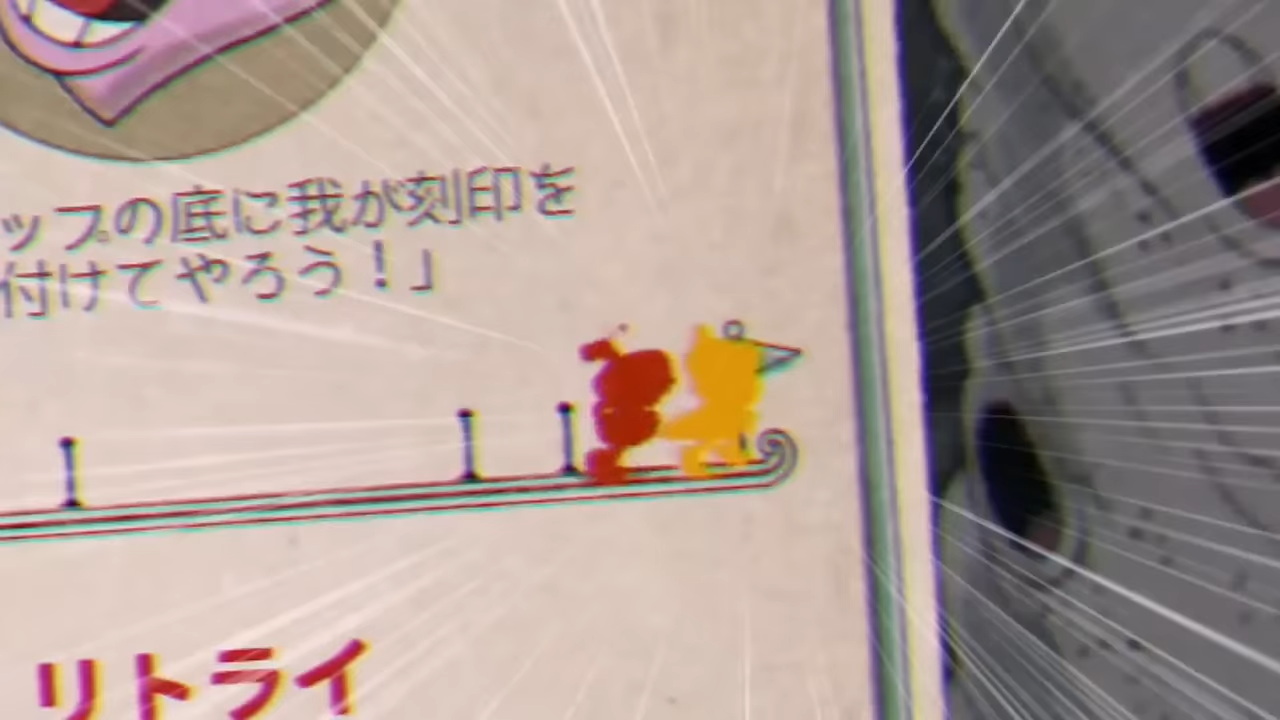 ップの底に我が刻印を
付けてやろう！」
リトライ